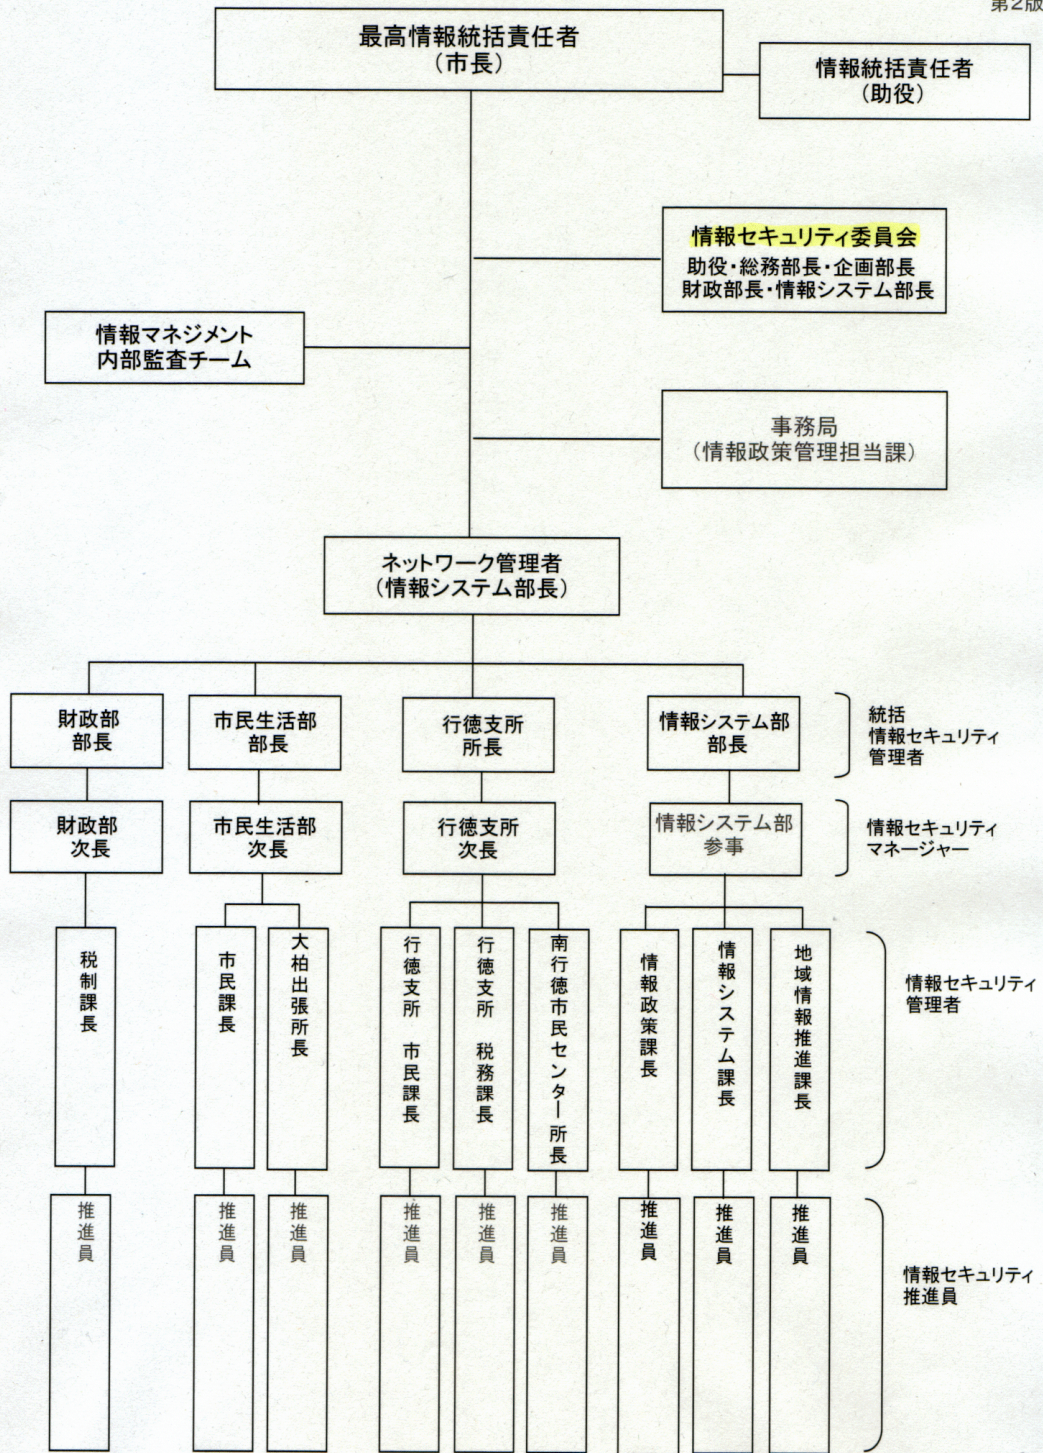 第2版
最高情報統括責任者
(市長)
情報統括責任者
(助役)
情報セキュリティ委員会
助役・総務部長・企画部長
財政部長・情報システム部長
情報マネジメント
内部監査チーム
事務局
(情報政策管理担当課)
ネットワーク管理者
(情報システム部長)
財政部
部長
市民生活部
部長
行徳支所
所長
情報システム部
部長
統括
情報セキュリティ
管理者
財政部
次長
市民生活部
次長
行徳支所
次長
情報システム部
参事
情報セキュリティ
マネージャー
税制課長
市民課長
大柏出張所長
行徳支所 市民課長
行徳支所 税務課長
南行徳市民センター所長
情報政策課長
情報システム課長
地域情報推進課長
情報セキュリティ
管理者
推進員
推進員
推進員
推進員
推進員
推進員
推進員
推進員
推進員
情報セキュリティ
推進員